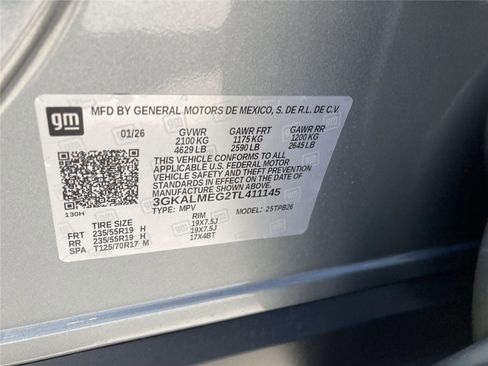 gm
MFD BY GENERAL MOTORS DE MEXICO, S. DE R.L. DE C.V.
01/26 GVWR GAWR FRT GAWR RR
2100 KG 1175 KG 1200 KG
4629 LB 2590 LB 2645 LB
THIS VEHICLE CONFORMS TO ALL
APPLICABLE U.S. FEDERAL MOTOR
VEHICLE SAFETY STANDARDS IN
EFFECT ON THE DATE OF
MANUFACTURE SHOWN ABOVE.
3GKALMEG2TL411145
TYPE: MPV MODEL: 25TPB26
130H
TIRE SIZE RIM
FRT 235/55R19 H 19X7.5J
RR 235/55R19 H 19X7.5J
SPA T125/70R17 M 17X4BT